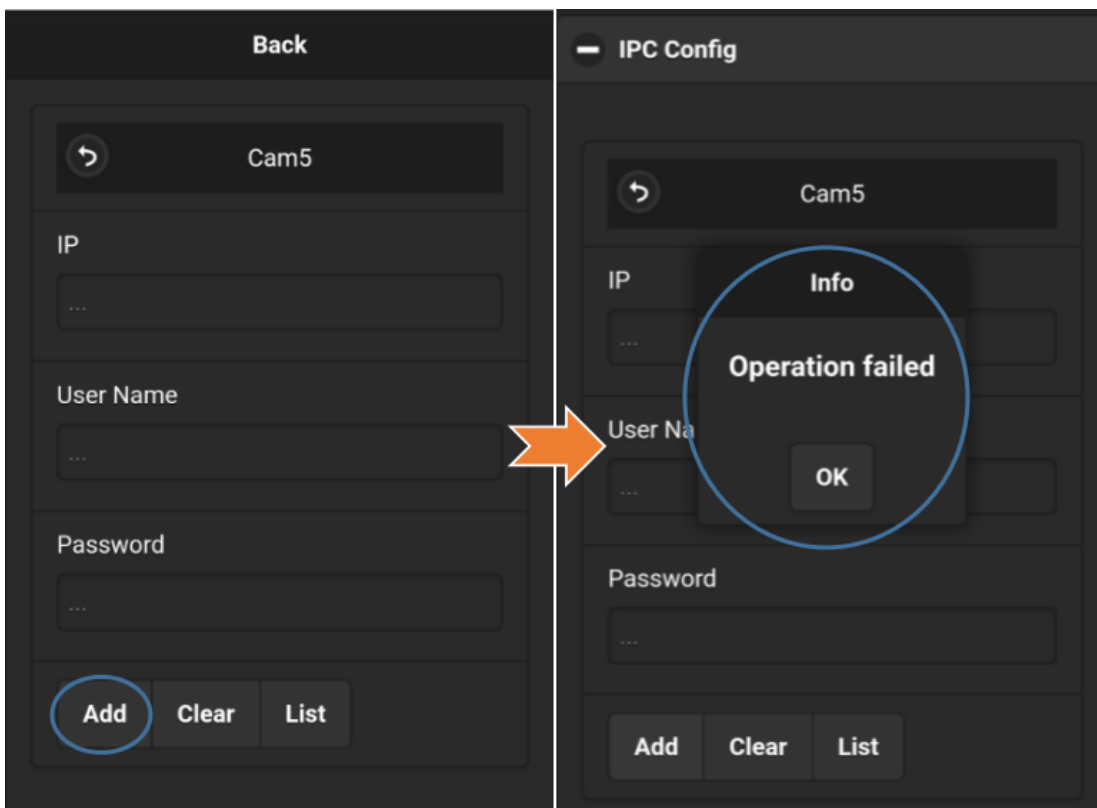 Back
Cam5
IP
...
User Name
...
Password
...
Add Clear List
IPC Config
Cam5
IP
...
Info
Operation failed
User Na
...
OK
Password
...
Add Clear List